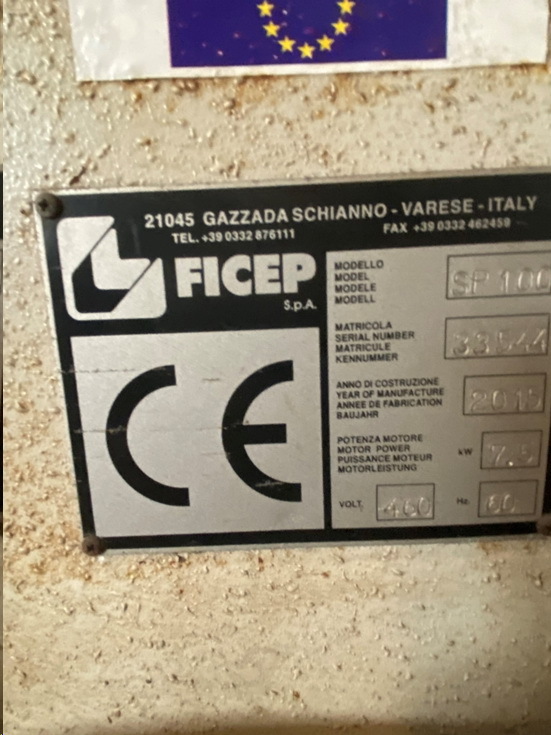 21045 GAZZADA SCHIANNO - VARESE - ITALY
TEL. +39 0332 876111 FAX +39 0332 462459
FICEP
S.p.A.
MODELLO
MODEL
MODELE
MODELL
SP 100
MATRICOLA
SERIAL NUMBER
MATRICULE
KENNUMMER
ANNO DI COSTRUZIONE
YEAR OF MANUFACTURE
ANNEE DE FABRICATION
BAUJAHR
2015
POTENZA MOTORE
MOTOR POWER
PUISSANCE MOTEUR
MOTORLEISTUNG
kW 7.5
VOLT. 460 Hz. 60
CE